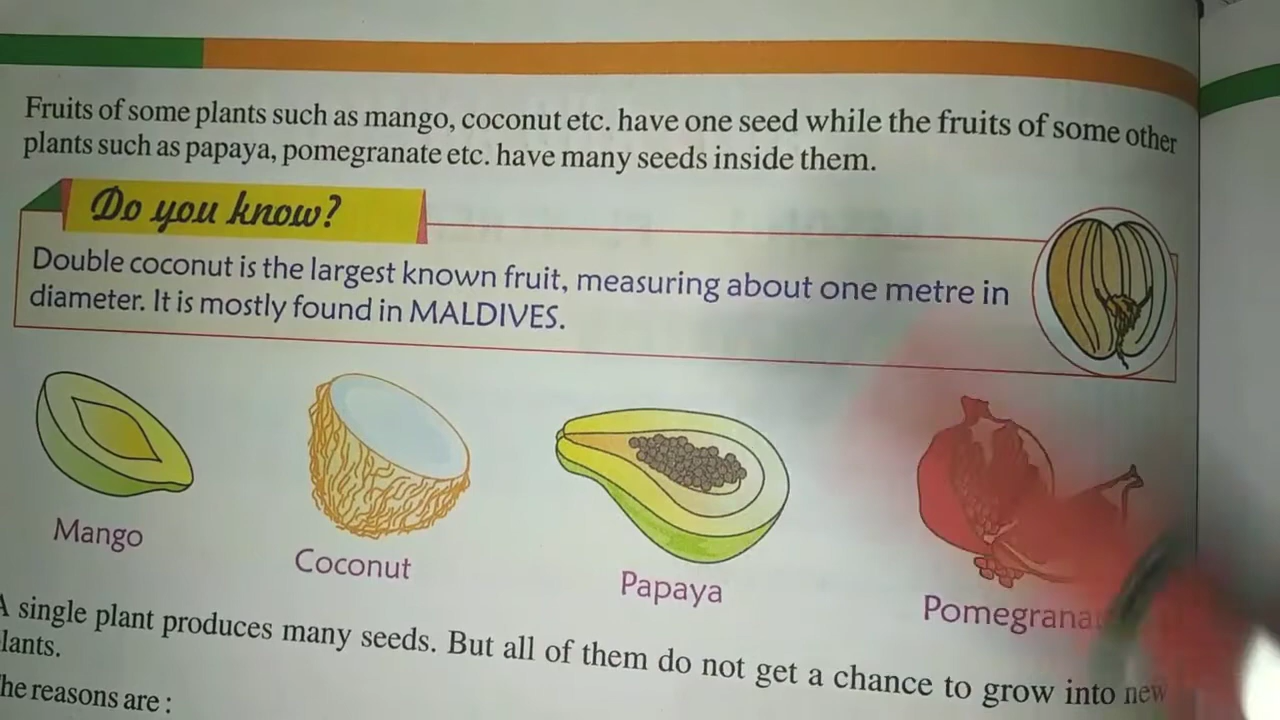 Fruits of some plants such as mango, coconut etc. have one seed while the fruits of some other
plants such as papaya, pomegranate etc. have many seeds inside them.
Do you know?
Double coconut is the largest known fruit, measuring about one metre in
diameter. It is mostly found in MALDIVES.
Mango
Coconut
Papaya
Pomegrana
A single plant produces many seeds. But all of them do not get a chance to grow into new
lants.
he reasons are :